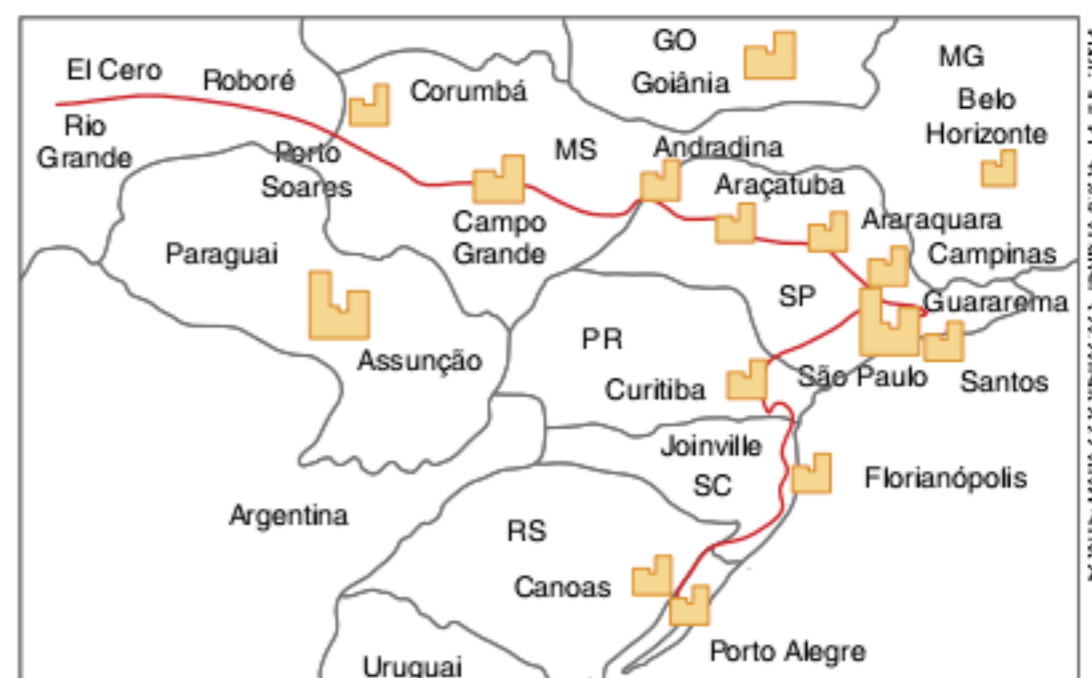 GO
MG
El Cero
Roboré
Corumbá
Goiânia
Belo
Horizonte
Rio
Grande
Porto
Soares
MS
Andradina
Araçatuba
Campo
Grande
Araraquara
Paraguai
Campinas
SP
Guararema
PR
Assunção
Curitiba
São Paulo
Santos
Joinville
SC
Florianópolis
Argentina
RS
Canoas
Porto Alegre
Uruguai